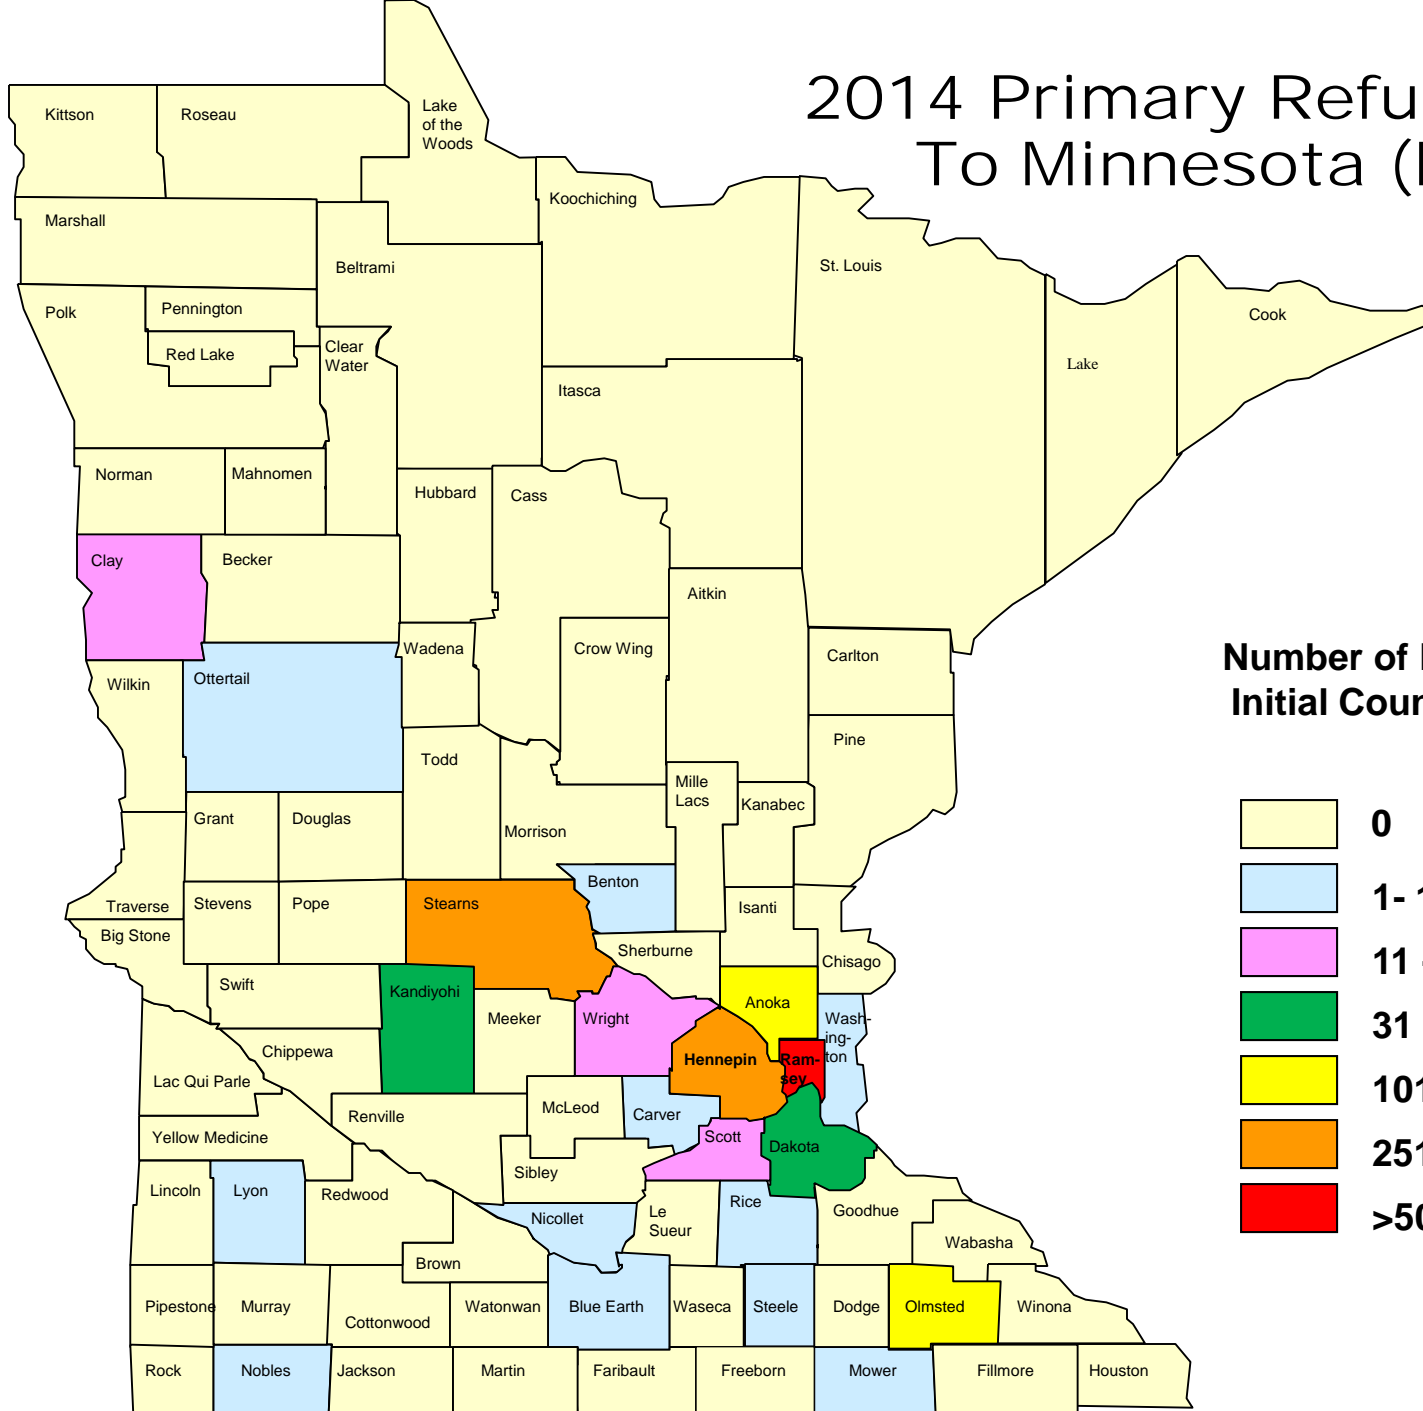 2014 Primary Refu
To Minnesota (
Kittson
Roseau
Lake
of the
Woods
Koochiching
Marshall
Beltrami
St. Louis
Polk
Pennington
Cook
Red Lake
Clear
Water
Lake
Itasca
Norman
Mahnomen
Hubbard
Cass
Clay
Becker
Aitkin
Wadena
Crow Wing
Carlton
Wilkin
Ottertail
Number of
Initial Coun
Todd
Pine
Mille
Lacs
Kanabec
Grant
Douglas
Morrison
0
Benton
1- 1
Traverse
Stevens
Pope
Stearns
Isanti
Big Stone
Sherburne
Chisago
11
Swift
Kandiyohi
Meeker
Wright
Anoka
Wash-
ing-
ton
31
Chippewa
Hennepin
Ram-
sey
Lac Qui Parle
101
Renville
McLeod
Carver
Yellow Medicine
Scott
Dakota
251
Sibley
Lincoln
Lyon
Redwood
Rice
Nicollet
Le
Sueur
Goodhue
>50
Wabasha
Brown
Pipestone
Murray
Cottonwood
Watonwan
Blue Earth
Waseca
Steele
Dodge
Olmsted
Winona
Rock
Nobles
Jackson
Martin
Faribault
Freeborn
Mower
Fillmore
Houston